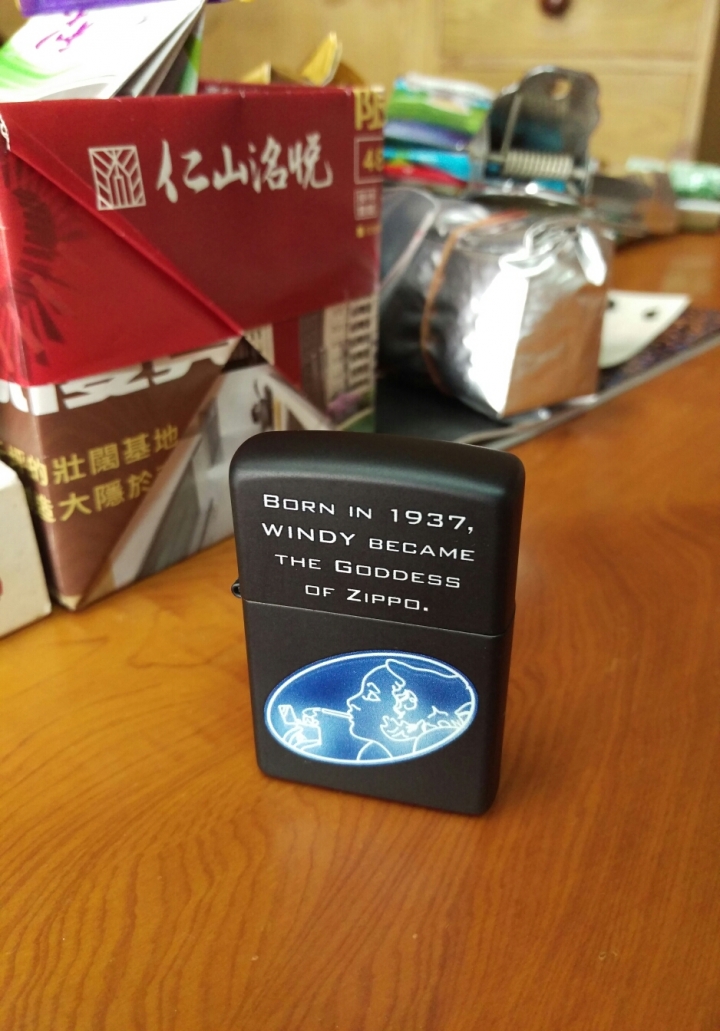 仁山洺悅
限
壯闊基地
大隱於
BORN IN 1937,
WINDY BECAME
THE GODDESS
OF ZIPPO.